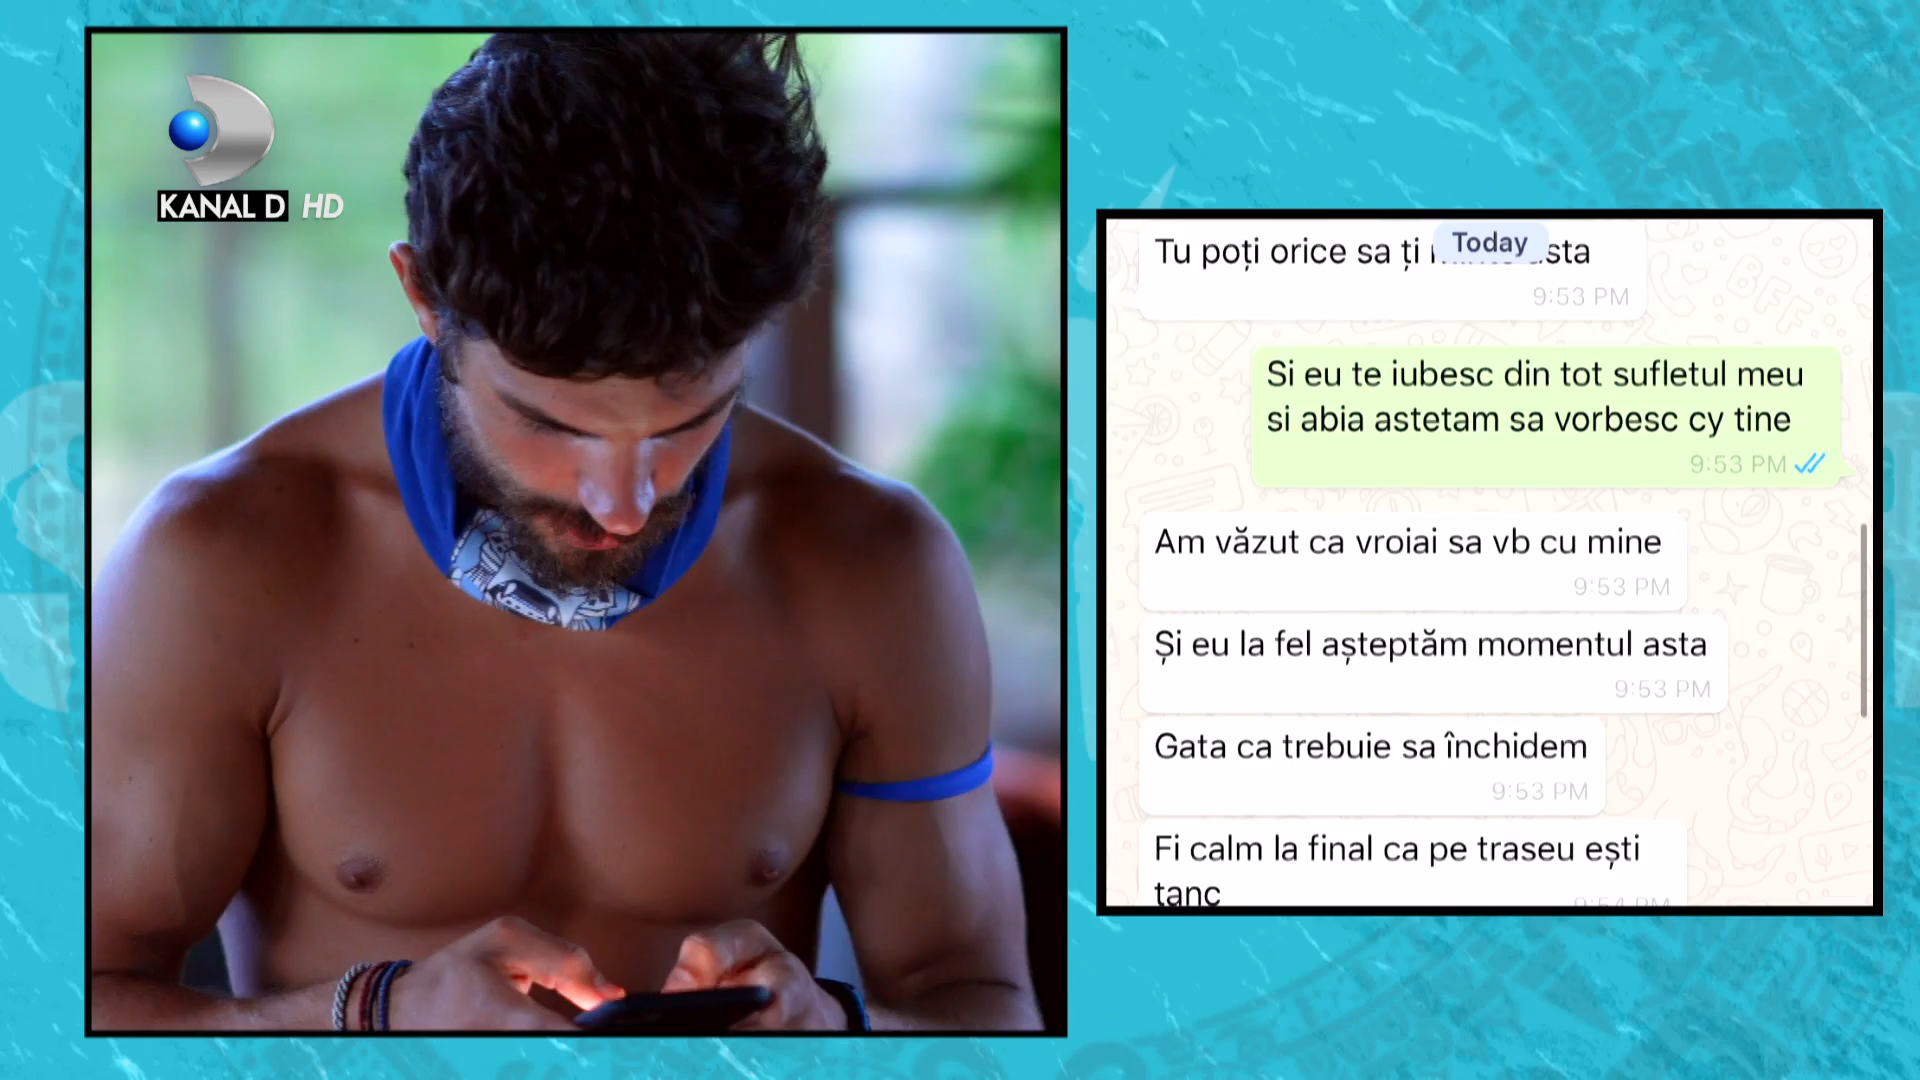 KANAL D HD
Today
Tu poți orice sa ți
9:53 PM
Si eu te iubesc din tot sufletul meu
si abia astetam sa vorbesc cy tine
9:53 PM
Am văzut ca vroiai sa vb cu mine
9:53 PM
Și eu la fel așteptăm momentul asta
9:53 PM
Gata ca trebuie sa închidem
9:53 PM
Fi calm la final ca pe traseu ești
tanc
9:54 PM